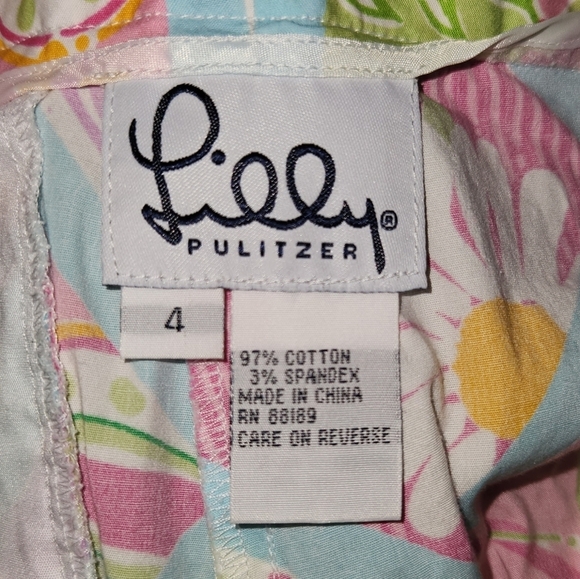 Lilly®
PULITZER
4
97% COTTON
3% SPANDEX
MADE IN CHINA
RN 88189
CARE ON REVERSE